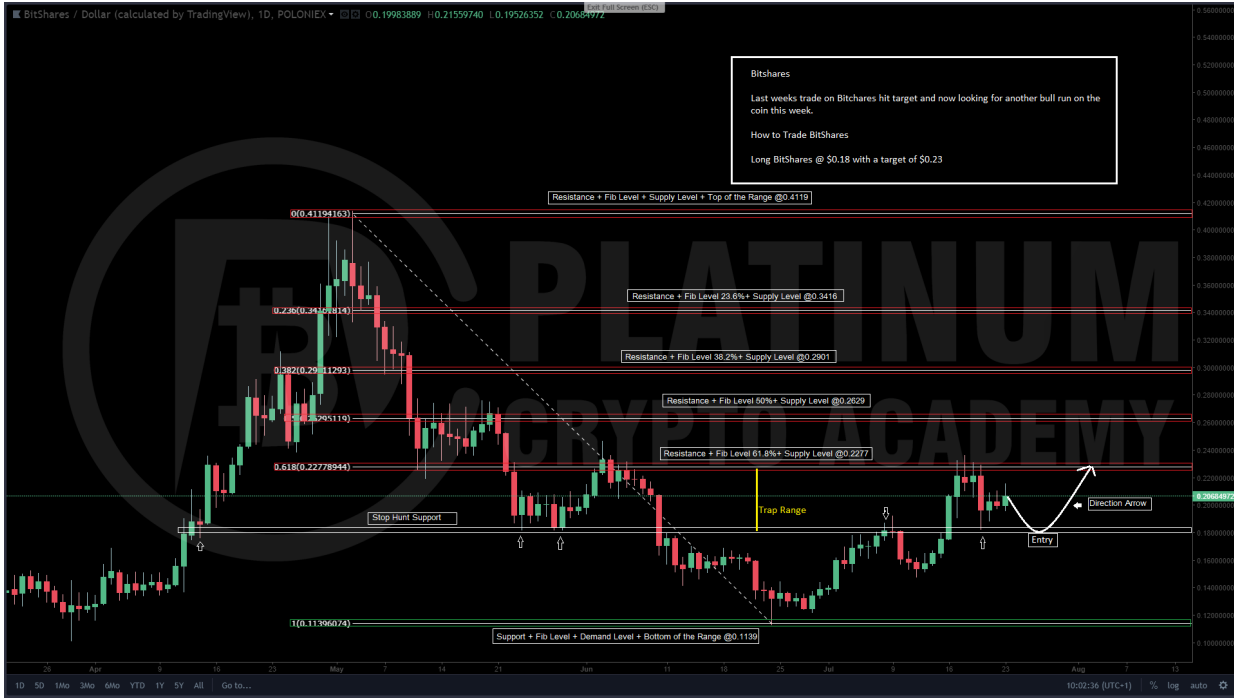 BitShares / Dollar (calculated by TradingView), 1D, POLONIEX
O0.19983889 H0.21559740 L0.19526352 C0.20684972
Exit Full Screen (ESC)
Bitshares
Last weeks trade on Bitchares hit target and now looking for another bull run on the
coin this week.
How to Trade BitShares
Long BitShares @ $0.18 with a target of $0.23
PLATINUM
CRYPTO ACADEMY
Resistance + Fib Level + Supply Level + Top of the Range @0.4119
0(0.41194163)
Resistance + Fib Level 23.6%+ Supply Level @0.3416
Resistance + Fib Level 38.2%+ Supply Level @0.2901
0.382(0.29811293)
Resistance + Fib Level 50%+ Supply Level @0.2629
Resistance + Fib Level 61.8%+ Supply Level @0.2277
0.618(0.22778944)
Trap Range
Stop Hunt Support
Direction Arrow
Entry
1(0.11396074)
Support + Fib Level + Demand Level + Bottom of the Range @0.1139
0.56000000
0.54000000
0.52000000
0.50000000
0.48000000
0.46000000
0.44000000
0.42000000
0.40000000
0.38000000
0.36000000
0.34000000
0.32000000
0.30000000
0.28000000
0.26000000
0.24000000
0.22000000
0.20684972
0.20000000
0.18000000
0.16000000
0.14000000
0.12000000
0.10000000
26 Apr 9 16 23 May 7 14 21 Jun 11 18 25 Jul 9 16 23 Aug 7 13
1D 5D 1Mo 3Mo 6Mo YTD 1Y 5Y All Go to...
10:02:36 (UTC+1) % log auto